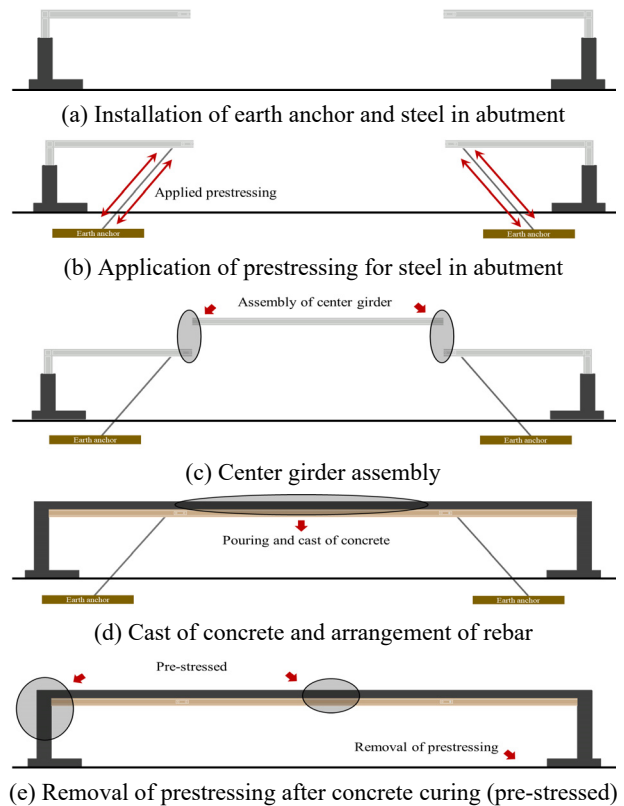 (a) Installation of earth anchor and steel in abutment
Applied prestressing
Earth anchor
Earth anchor
(b) Application of prestressing for steel in abutment
Assembly of center girder
Earth anchor
Earth anchor
(c) Center girder assembly
Pouring and cast of concrete
Earth anchor
Earth anchor
(d) Cast of concrete and arrangement of rebar
Pre-stressed
Removal of prestressing
(e) Removal of prestressing after concrete curing (pre-stressed)